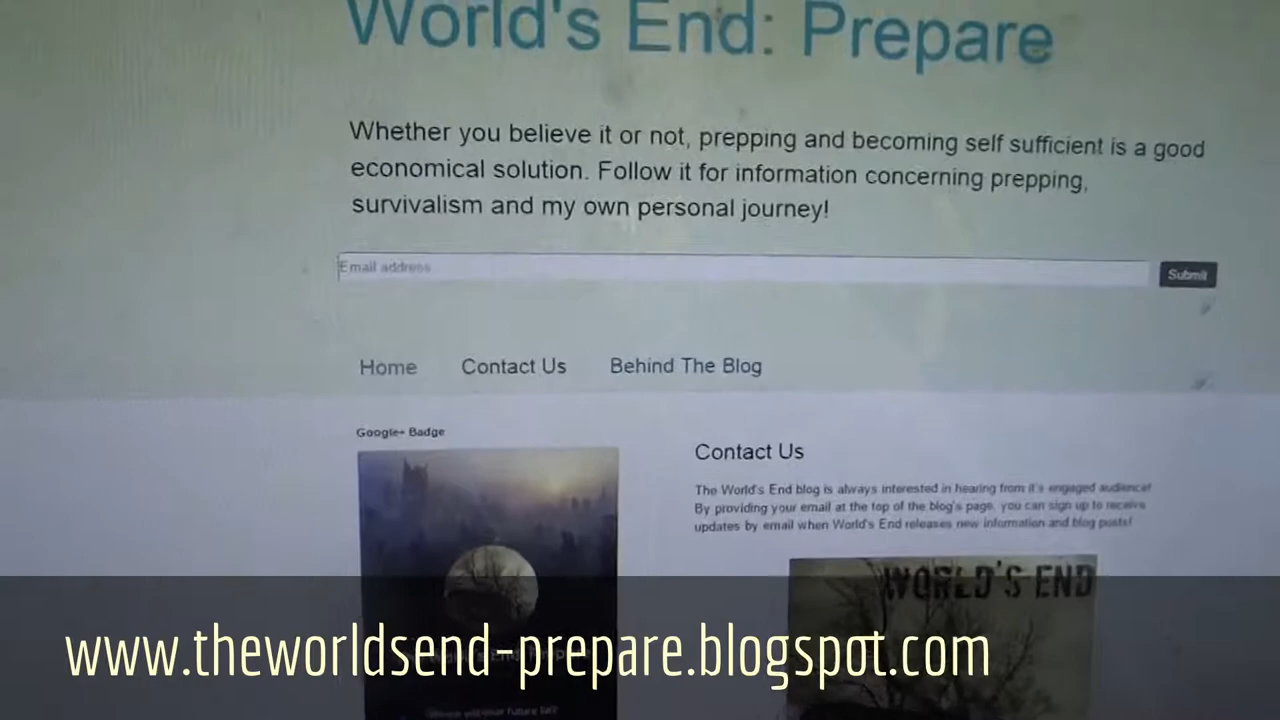 World's End: Prepare
Whether you believe it or not, prepping and becoming self sufficient is a good
economical solution. Follow it for information concerning prepping,
survivalism and my own personal journey!
Email address
Submit
Home
Contact Us
Behind The Blog
Google+ Badge
Contact Us
The World's End blog is always interested in hearing from it's engaged audience!
By providing your email at the top of the blog's page, you can sign up to receive
updates by email when World's End releases new information and blog posts!
WORLD'S END
www.theworldsend-prepare.blogspot.com